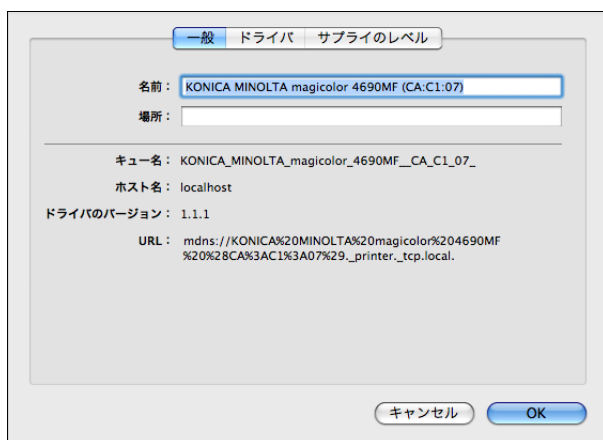 一般 ドライバ サプライのレベル
名前： KONICA MINOLTA magicolor 4690MF (CA:C1:07)
場所：
キュー名： KONICA_MINOLTA_magicolor_4690MF__CA_C1_07_
ホスト名： localhost
ドライバのバージョン： 1.1.1
URL： mdns://KONICA%20MINOLTA%20magicolor%204690MF
%20%28CA%3AC1%3A07%29._printer._tcp.local.
キャンセル OK